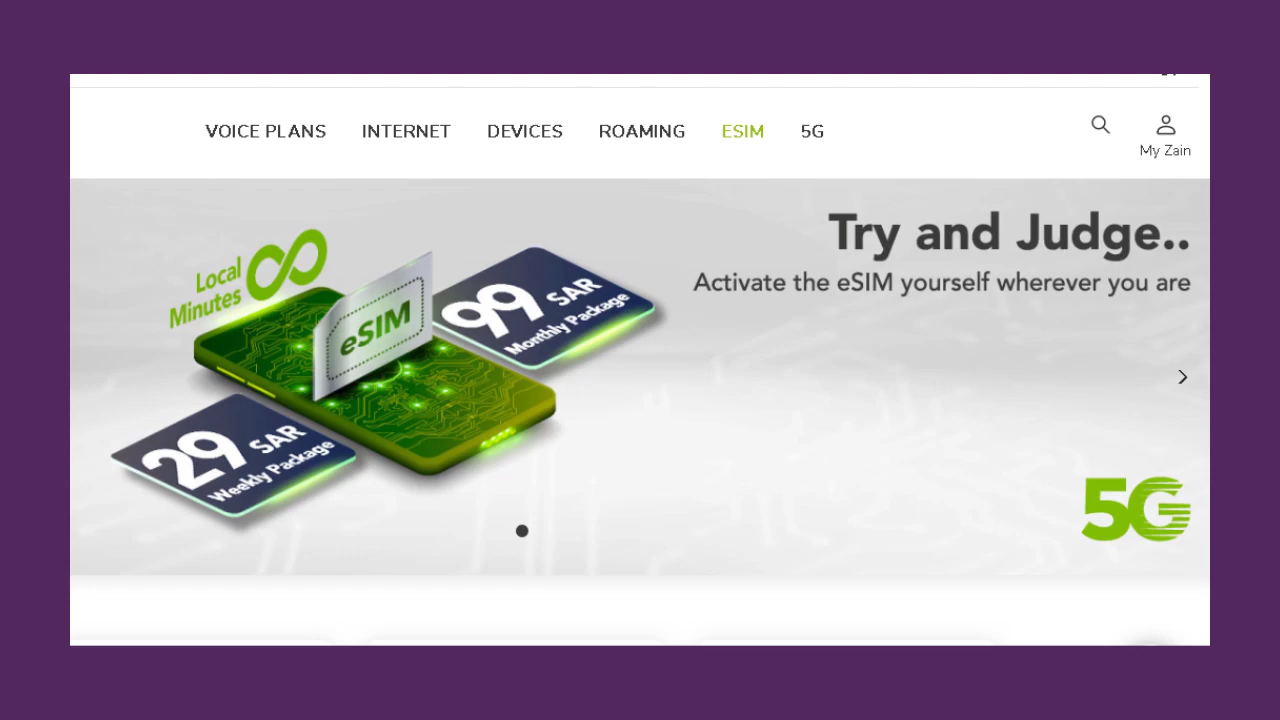 VOICE PLANS INTERNET DEVICES ROAMING ESIM 5G
My Zain
Try and Judge..
Activate the eSIM yourself wherever you are
Local
Minutes
eSIM
99 SAR
Monthly Package
29 SAR
Weekly Package
5G